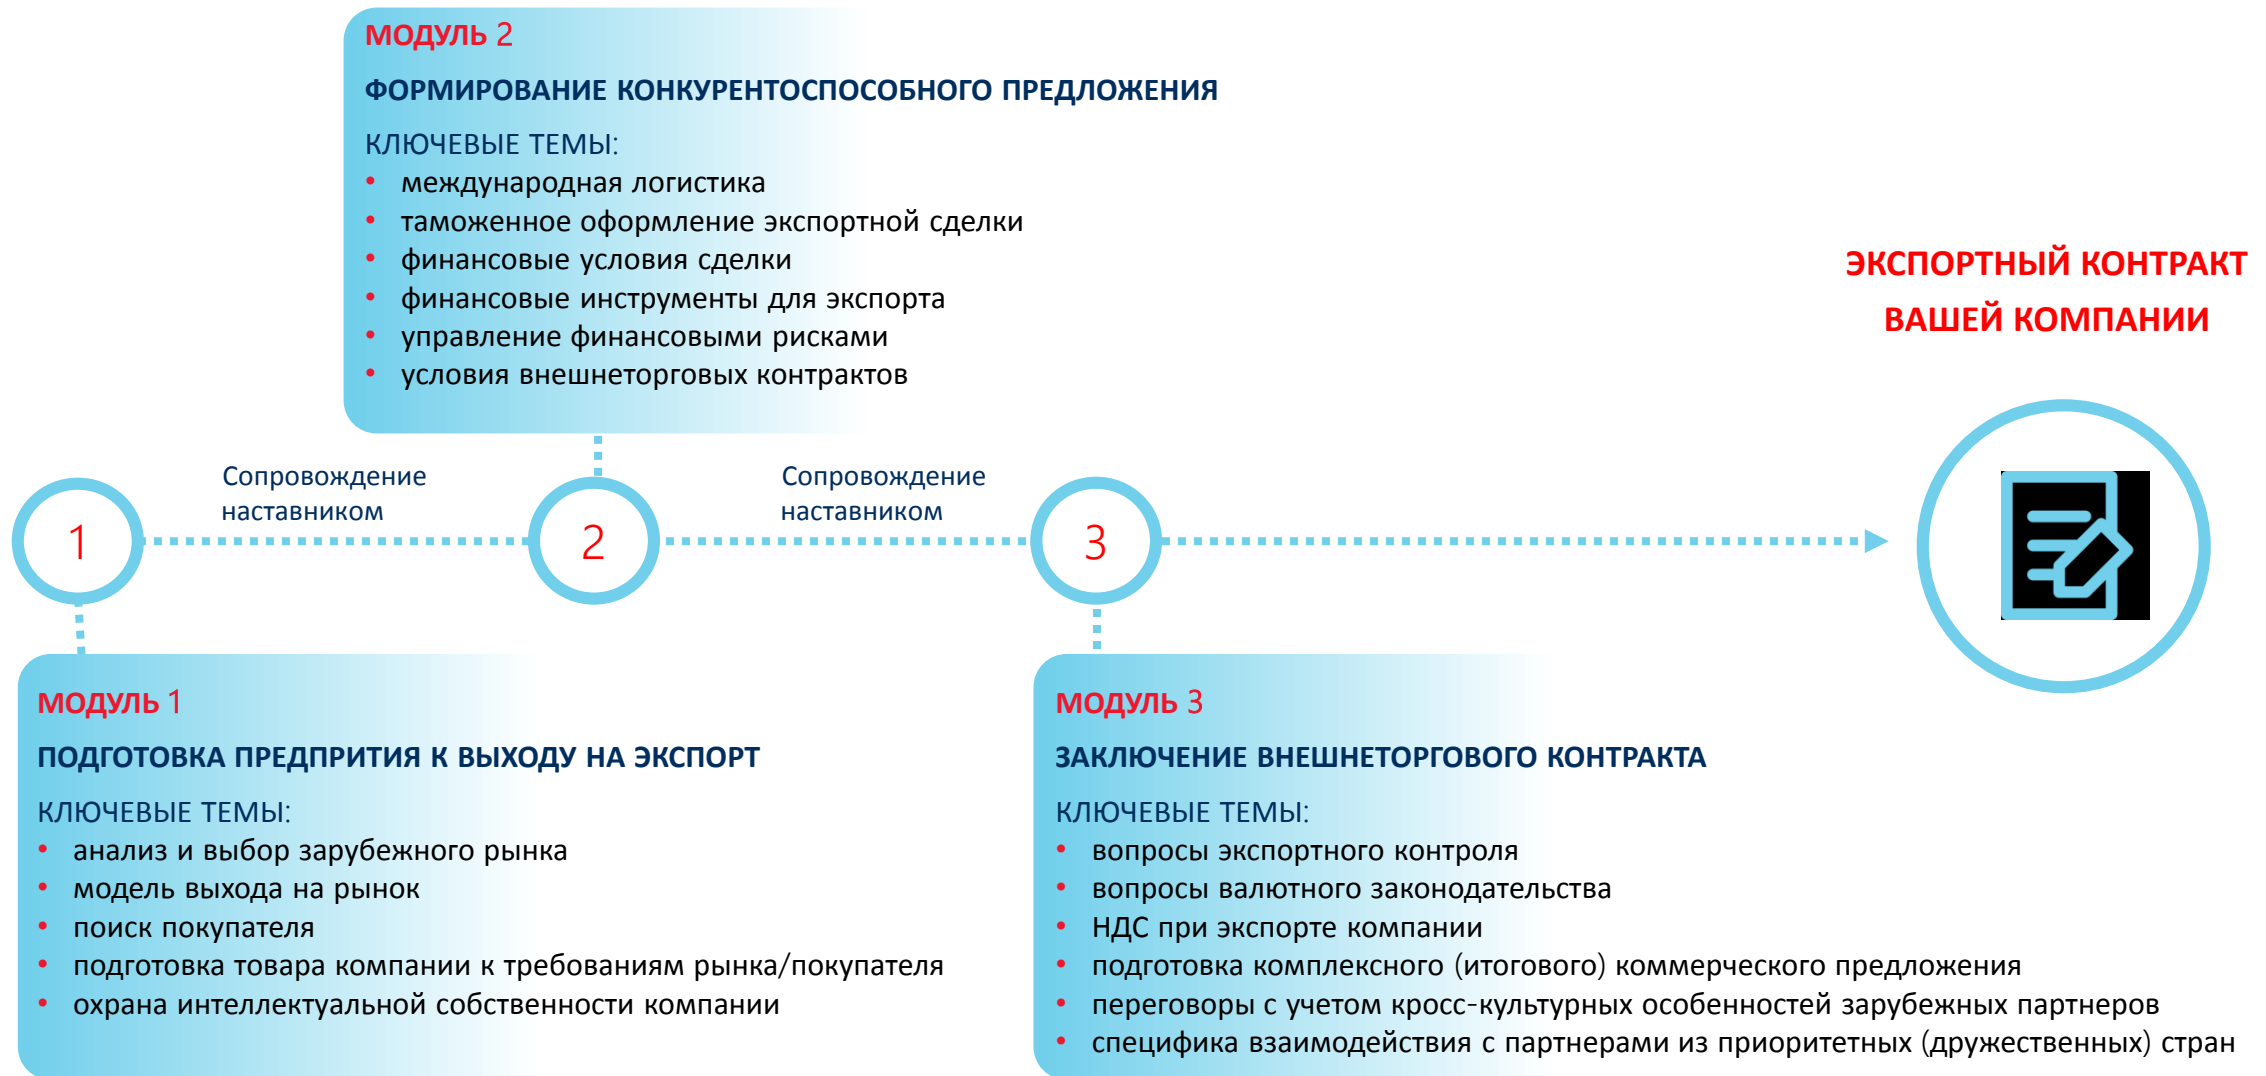 МОДУЛЬ 2
ФОРМИРОВАНИЕ КОНКУРЕНТОСПОСОБНОГО ПРЕДЛОЖЕНИЯ
КЛЮЧЕВЫЕ ТЕМЫ:
• международная логистика
• таможенное оформление экспортной сделки
• финансовые условия сделки
• финансовые инструменты для экспорта
• управление финансовыми рисками
• условия внешнеторговых контрактов
ЭКСПОРТНЫЙ КОНТРАКТ
ВАШЕЙ КОМПАНИИ
Сопровождение
наставником
Сопровождение
наставником
1
2
3
МОДУЛЬ 1
ПОДГОТОВКА ПРЕДПРИТИЯ К ВЫХОДУ НА ЭКСПОРТ
КЛЮЧЕВЫЕ ТЕМЫ:
• анализ и выбор зарубежного рынка
• модель выхода на рынок
• поиск покупателя
• подготовка товара компании к требованиям рынка/покупателя
• охрана интеллектуальной собственности компании
МОДУЛЬ 3
ЗАКЛЮЧЕНИЕ ВНЕШНЕТОРГОВОГО КОНТРАКТА
КЛЮЧЕВЫЕ ТЕМЫ:
• вопросы экспортного контроля
• вопросы валютного законодательства
• НДС при экспорте компании
• подготовка комплексного (итогового) коммерческого предложения
• переговоры с учетом кросс-культурных особенностей зарубежных партнеров
• специфика взаимодействия с партнерами из приоритетных (дружественных) стран